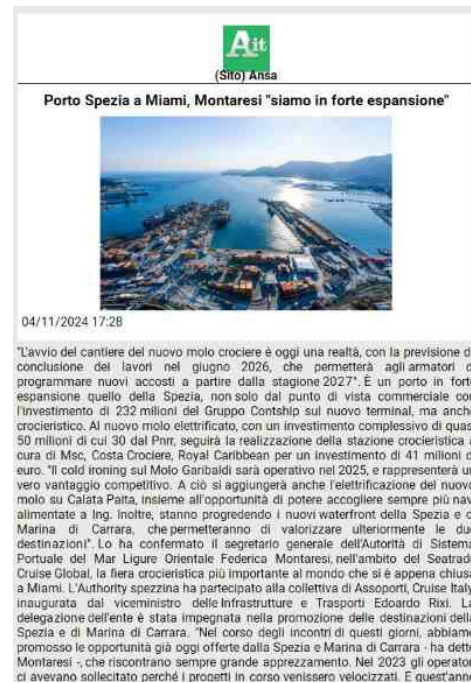 Ait
(Sito) Ansa
Porto Spezia a Miami, Montaresi "siamo in forte espansione"
04/11/2024 17:28
"L'avvio del cantiere del nuovo molo crociere è oggi una realtà, con la previsione di
conclusione dei lavori nel giugno 2026, che permetterà agli armatori di
programmare nuovi accosti a partire dalla stagione 2027". È un porto in forte
espansione quello della Spezia, non solo dal punto di vista commerciale con
l'investimento di 232 milioni del Gruppo Contship sul nuovo terminal, ma anche
crocieristico. Al nuovo molo elettrificato, con un investimento complessivo di quasi
50 milioni di cui 30 dal Pnrr, seguirà la realizzazione della stazione crocieristica a
cura di Msc, Costa Crociere, Royal Caribbean per un investimento di 41 milioni di
euro. "Il cold ironing sul Molo Garibaldi sarà operativo nel 2025, e rappresenterà un
vero vantaggio competitivo. A ciò si aggiungerà anche l'elettrificazione del nuovo
molo su Calata Paita, insieme all'opportunità di potere accogliere sempre più navi
alimentate a lng. Inoltre, stanno progredendo i nuovi waterfront della Spezia e di
Marina di Carrara, che permetteranno di valorizzare ulteriormente le due
destinazioni". Lo ha confermato il segretario generale dell'Autorità di Sistema
Portuale del Mar Ligure Orientale Federica Montaresi, nell'ambito del Seatrade
Cruise Global, la fiera crocieristica più importante al mondo che si è appena chiusa
a Miami. L'Authority spezzina ha partecipato alla collettiva di Assoporti, Cruise Italy,
inaugurata dal viceministro delle Infrastrutture e Trasporti Edoardo Rixi. La
delegazione dell'ente è stata impegnata nella promozione delle destinazioni della
Spezia e di Marina di Carrara. "Nel corso degli incontri di questi giorni, abbiamo
promosso le opportunità già oggi offerte dalla Spezia e Marina di Carrara - ha detto
Montaresi -, che riscontrano sempre grande apprezzamento. Nel 2023 gli operatori
ci avevano sollecitato perché i progetti in corso venissero velocizzati. E quest'anno